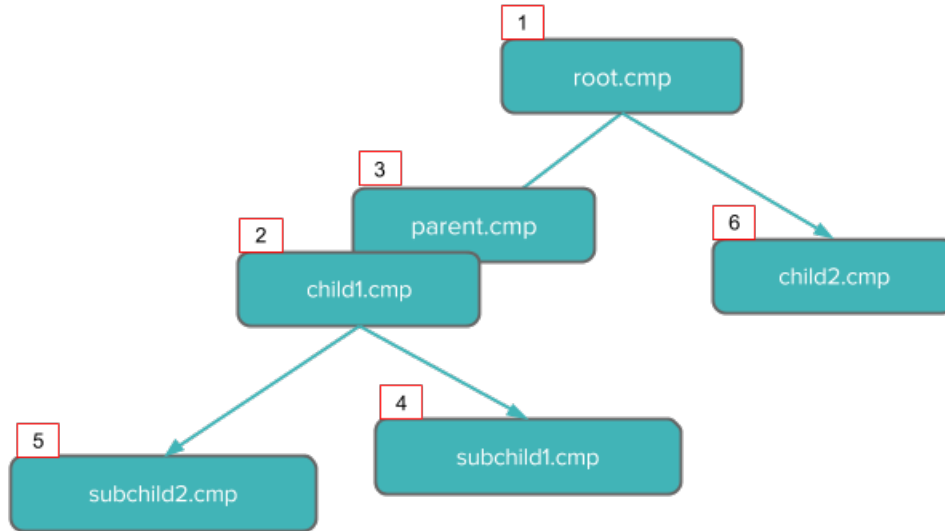 1
root.cmp
3
parent.cmp
2
child1.cmp
6
child2.cmp
4
subchild1.cmp
5
subchild2.cmp